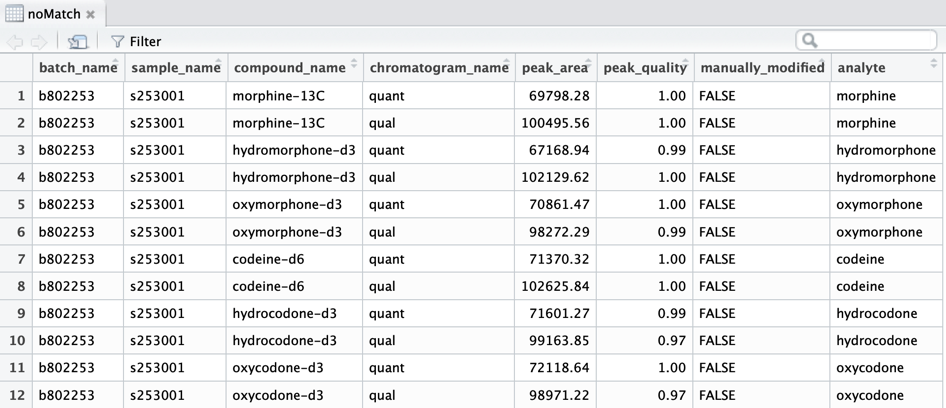 noMatch
Filter
batch_name sample_name compound_name chromatogram_name peak_area peak_quality manually_modified analyte
1 b802253 s253001 morphine-13C quant 69798.28 1.00 FALSE morphine
2 b802253 s253001 morphine-13C qual 100495.56 1.00 FALSE morphine
3 b802253 s253001 hydromorphone-d3 quant 67168.94 0.99 FALSE hydromorphone
4 b802253 s253001 hydromorphone-d3 qual 102129.62 1.00 FALSE hydromorphone
5 b802253 s253001 oxymorphone-d3 quant 70861.47 1.00 FALSE oxymorphone
6 b802253 s253001 oxymorphone-d3 qual 98272.29 0.99 FALSE oxymorphone
7 b802253 s253001 codeine-d6 quant 71370.32 1.00 FALSE codeine
8 b802253 s253001 codeine-d6 qual 102625.84 1.00 FALSE codeine
9 b802253 s253001 hydrocodone-d3 quant 71601.27 0.99 FALSE hydrocodone
10 b802253 s253001 hydrocodone-d3 qual 99163.85 0.97 FALSE hydrocodone
11 b802253 s253001 oxycodone-d3 quant 72118.64 1.00 FALSE oxycodone
12 b802253 s253001 oxycodone-d3 qual 98971.22 0.97 FALSE oxycodone